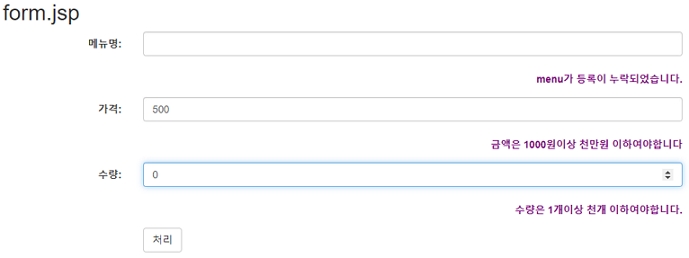 form.jsp
메뉴명:
menu가 등록이 누락되었습니다.
가격:
500
금액은 1000원이상 천만원 이하여야합니다
수량:
0
수량은 1개이상 천개 이하여야합니다.
처리